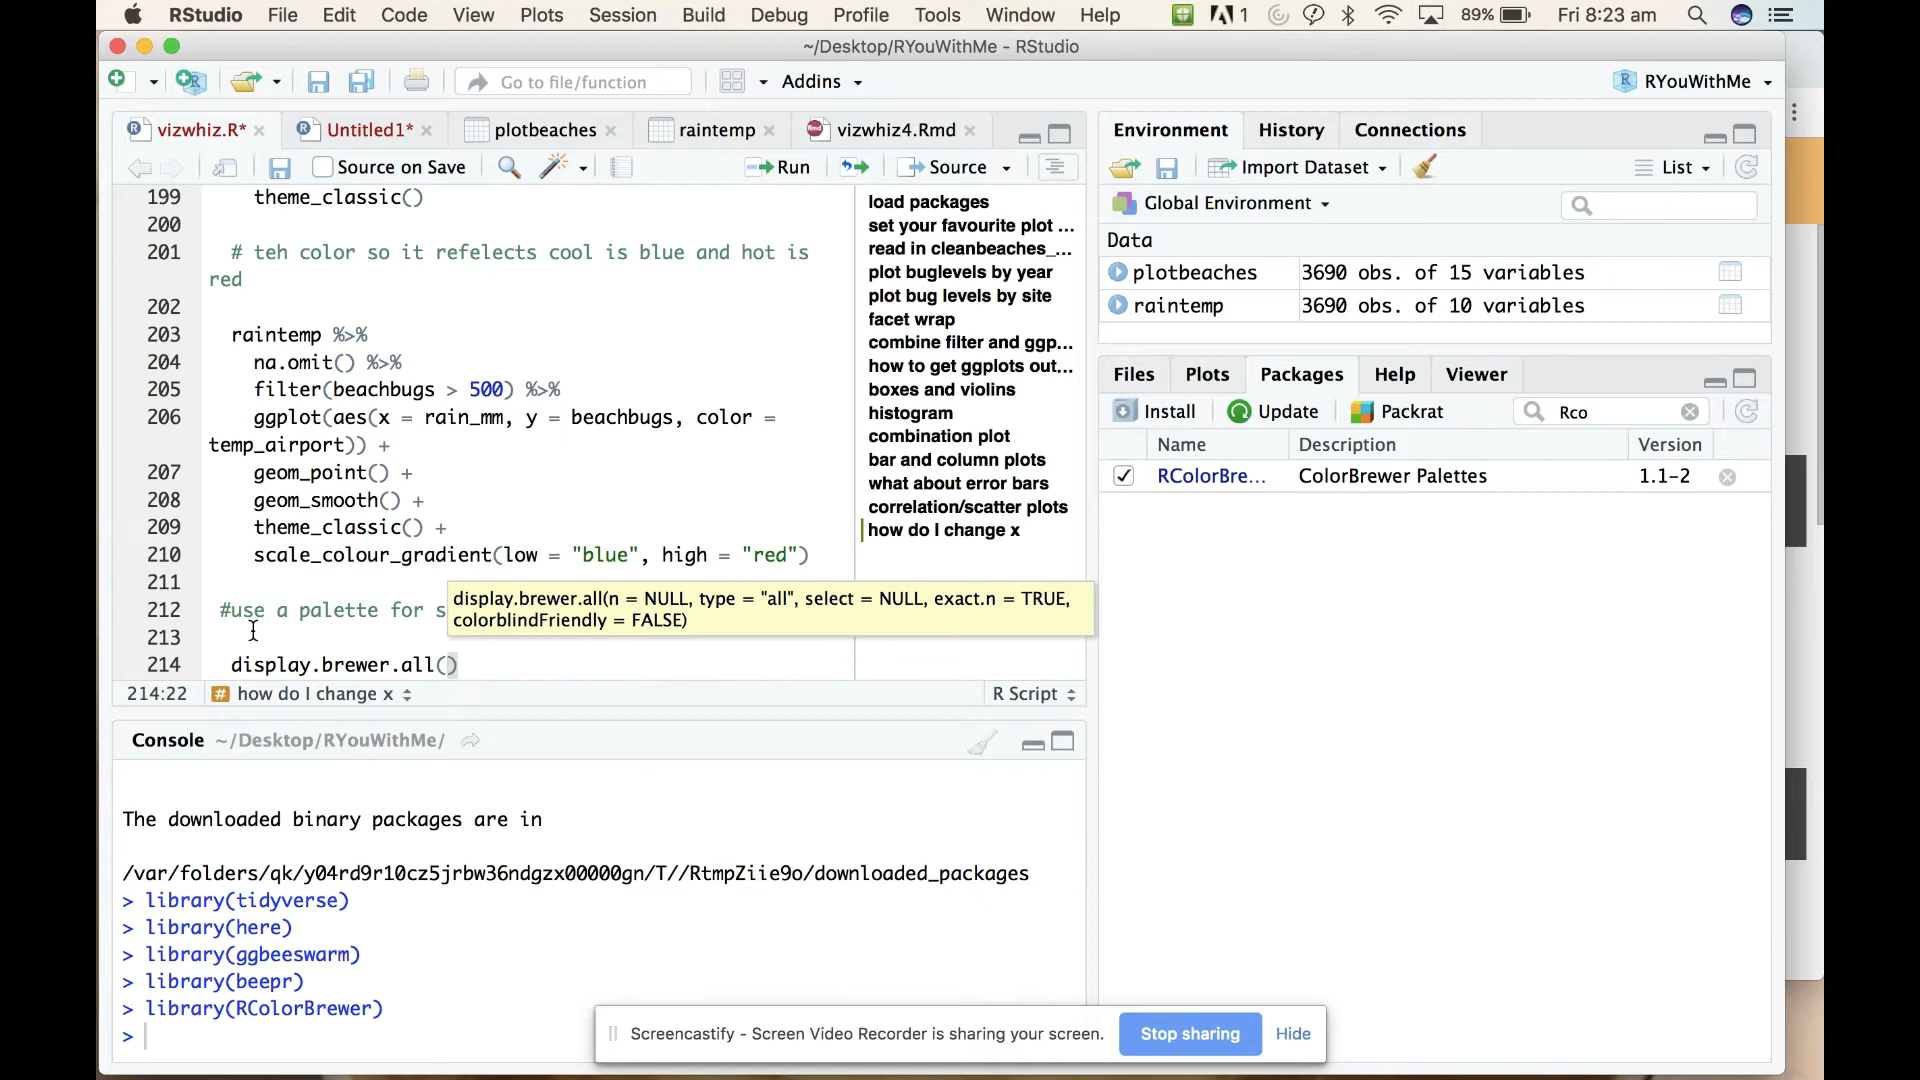 RStudio File Edit Code View Plots Session Build Debug Profile Tools Window Help 1 89% Fri 8:23 am
~/Desktop/RYouWithMe - RStudio
Go to file/function Addins RYouWithMe
vizwhiz.R* Untitled1* plotbeaches raintemp vizwhiz4.Rmd
Source on Save Run Source
199 theme_classic()
200
201 # teh color so it refelects cool is blue and hot is
red
202
203 raintemp %>%
204 na.omit() %>%
205 filter(beachbugs > 500) %>%
206 ggplot(aes(x = rain_mm, y = beachbugs, color =
temp_airport)) +
207 geom_point() +
208 geom_smooth() +
209 theme_classic() +
210 scale_colour_gradient(low = "blue", high = "red")
211
212 #use a palette for s
213
214 display.brewer.all()
display.brewer.all(n = NULL, type = "all", select = NULL, exact.n = TRUE,
colorblindFriendly = FALSE)
load packages
set your favourite plot ...
read in cleanbeaches_...
plot buglevels by year
plot bug levels by site
facet wrap
combine filter and ggp...
how to get ggplots out...
boxes and violins
histogram
combination plot
bar and column plots
what about error bars
correlation/scatter plots
how do I change x
214:22 # how do I change x R Script
Console ~/Desktop/RYouWithMe/
The downloaded binary packages are in
/var/folders/qk/y04rd9r10cz5jrbw36ndgzx00000gn/T//RtmpZiie9o/downloaded_packages
> library(tidyverse)
> library(here)
> library(ggbeeswarm)
> library(beepr)
> library(RColorBrewer)
>
Environment History Connections
Import Dataset List
Global Environment
Data
plotbeaches 3690 obs. of 15 variables
raintemp 3690 obs. of 10 variables
Files Plots Packages Help Viewer
Install Update Packrat Rco
Name Description Version
RColorBre... ColorBrewer Palettes 1.1-2
Screencastify - Screen Video Recorder is sharing your screen. Stop sharing Hide